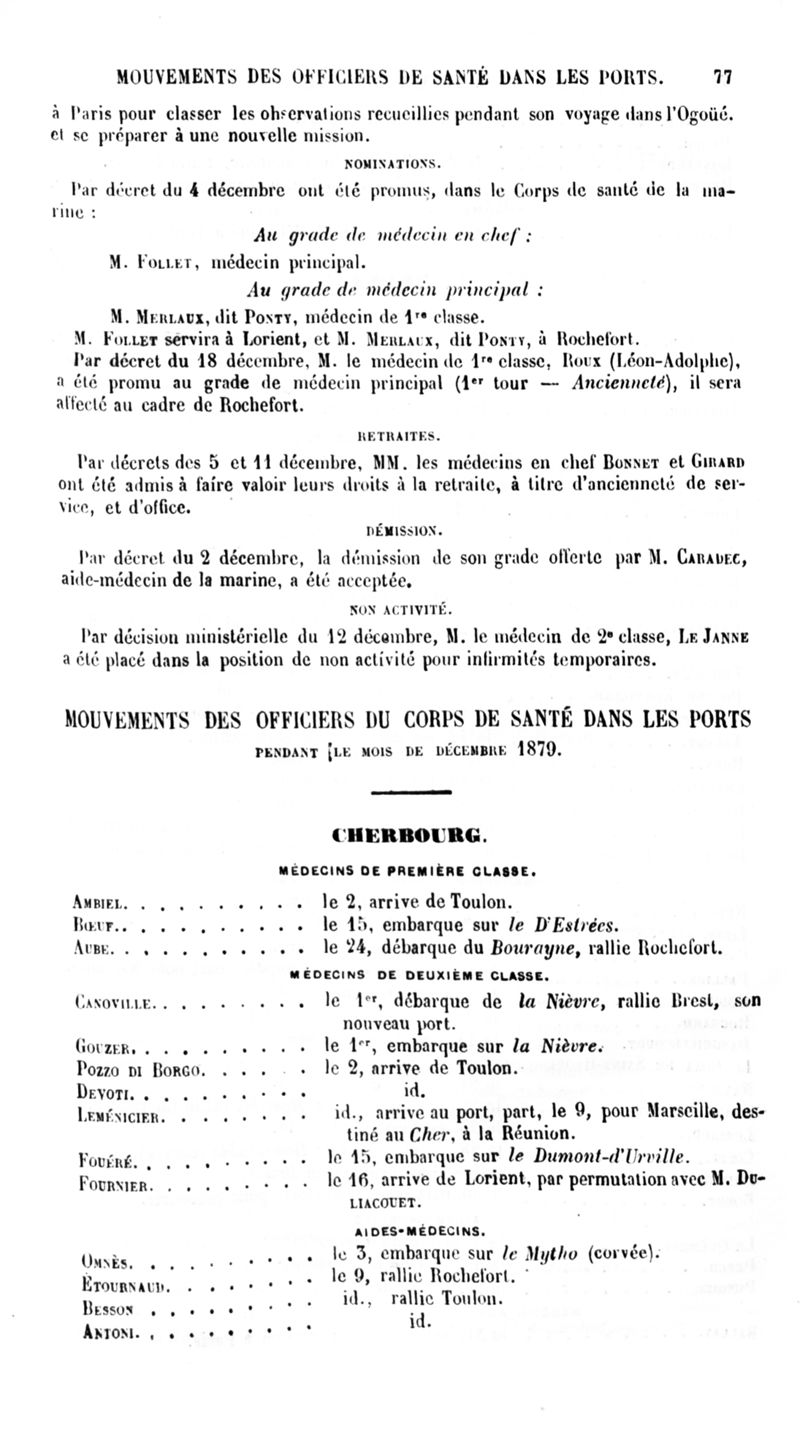 MOUVEMENTS DES OFFICIERS DE SANTÉ DANS LES PORTS. 77
à Paris pour classer les observations recueillies pendant son voyage dans l'Ogoüé.
et se préparer à une nouvelle mission.
NOMINATIONS.
Par décret du 4 décembre ont été promus, dans le Corps de santé de la ma-
rine :
Au grade de médecin en chef :
M. FOLLET, médecin principal.
Au grade de médecin principal :
M. MERLAUX, dit PONTY, médecin de 1re classe.
M. FOLLET servira à Lorient, et M. MERLAUX, dit PONTY, à Rochefort.
Par décret du 18 décembre, M. le médecin de 1re classe, ROUX (Léon-Adolphe),
a été promu au grade de médecin principal (1er tour — Ancienneté), il sera
affecté au cadre de Rochefort.
RETRAITES.
Par décrets des 5 et 11 décembre, MM. les médecins en chef BONNET et GIRARD
ont été admis à faire valoir leurs droits à la retraite, à titre d'ancienneté de ser-
vice, et d'office.
DÉMISSION.
Par décret du 2 décembre, la démission de son grade offerte par M. CARADEC,
aide-médecin de la marine, a été acceptée.
NON ACTIVITÉ.
Par décision ministérielle du 12 décembre, M. le médecin de 2e classe, LE JANNE
a été placé dans la position de non activité pour infirmités temporaires.
MOUVEMENTS DES OFFICIERS DU CORPS DE SANTÉ DANS LES PORTS
PENDANT [LE MOIS DE DÉCEMBRE 1879.
CHERBOURG.
MÉDECINS DE PREMIÈRE CLASSE.
AMBIEL. . . . . . . . . . . le 2, arrive de Toulon.
BŒUF. . . . . . . . . . . . le 15, embarque sur le D'Estrées.
AUBE. . . . . . . . . . . . le 24, débarque du Bourayne, rallie Rochefort.
MÉDECINS DE DEUXIÈME CLASSE.
CANOVILLE. . . . . . . . . le 1er, débarque de la Nièvre, rallie Brest, son
nouveau port.
GOUZER. . . . . . . . . . . le 1er, embarque sur la Nièvre.
POZZO DI BORGO. . . . . . le 2, arrive de Toulon.
DEVOTI. . . . . . . . . . . id.
LEMÉNICIER. . . . . . . . . id., arrive au port, part, le 9, pour Marseille, des-
tiné au Cher, à la Réunion.
FOUÉRÉ. . . . . . . . . . . le 15, embarque sur le Dumont-d'Urville.
FOURNIER. . . . . . . . . . le 16, arrive de Lorient, par permutation avec M. DU-
LIACOUET.
AIDES-MÉDECINS.
OMNÈS. . . . . . . . . . . le 3, embarque sur le Mytho (corvée).
ÉTOURNAUD. . . . . . . . . le 9, rallie Rochefort.
BESSON . . . . . . . . . . id., rallie Toulon.
ANTONI. . . . . . . . . . . id.